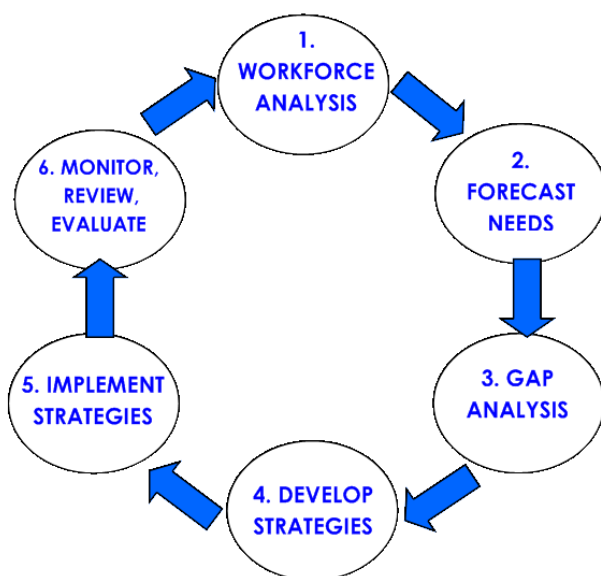 1.
WORKFORCE
ANALYSIS
2.
FORECAST
NEEDS
3. GAP
ANALYSIS
4. DEVELOP
STRATEGIES
5. IMPLEMENT
STRATEGIES
6. MONITOR,
REVIEW,
EVALUATE